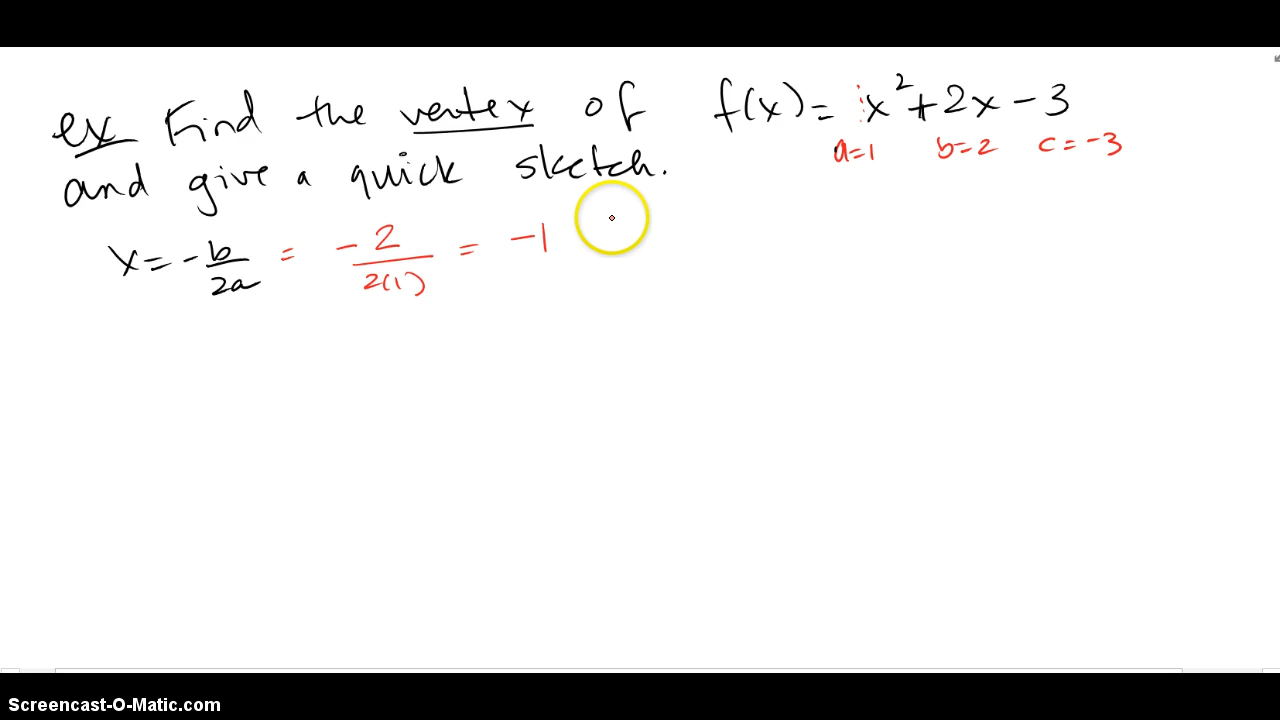 ex Find the vertex of f(x) = x² + 2x - 3
a=1 b=2 c=-3
and give a quick sketch.
x = -b/2a = -2/2(1) = -1
Screencast-O-Matic.com